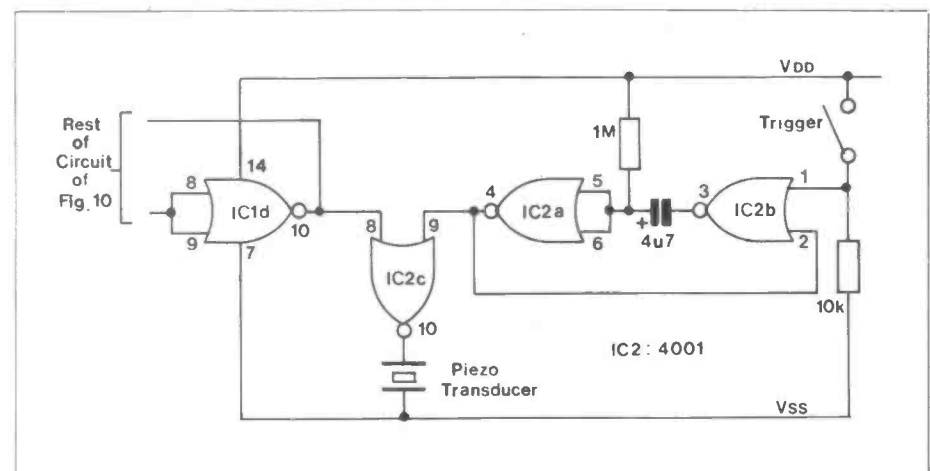 VDD
Rest
of
Circuit
of
Fig. 10
1M
Trigger
14
8
IC1d
9
10
7
8
9
4
IC2a
5
6
+
4u7
3
IC2b
1
2
IC2c
10
10k
IC2 : 4001
Piezo
Transducer
VSS